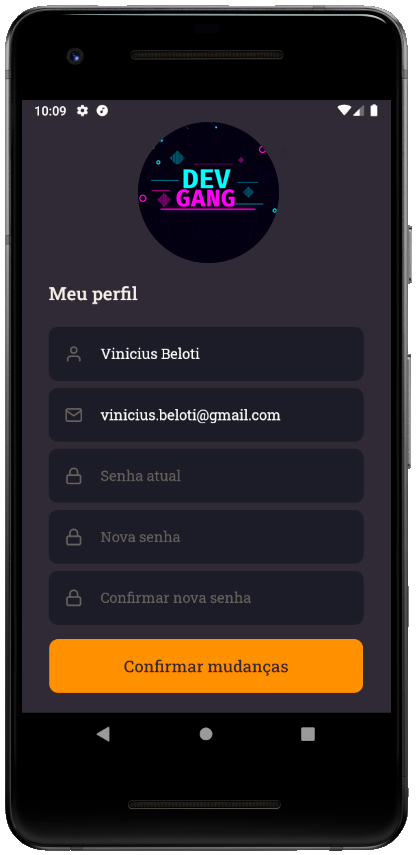 10:09
DEV
GANG
Meu perfil
Vinicius Beloti
vinicius.beloti@gmail.com
Senha atual
Nova senha
Confirmar nova senha
Confirmar mudanças